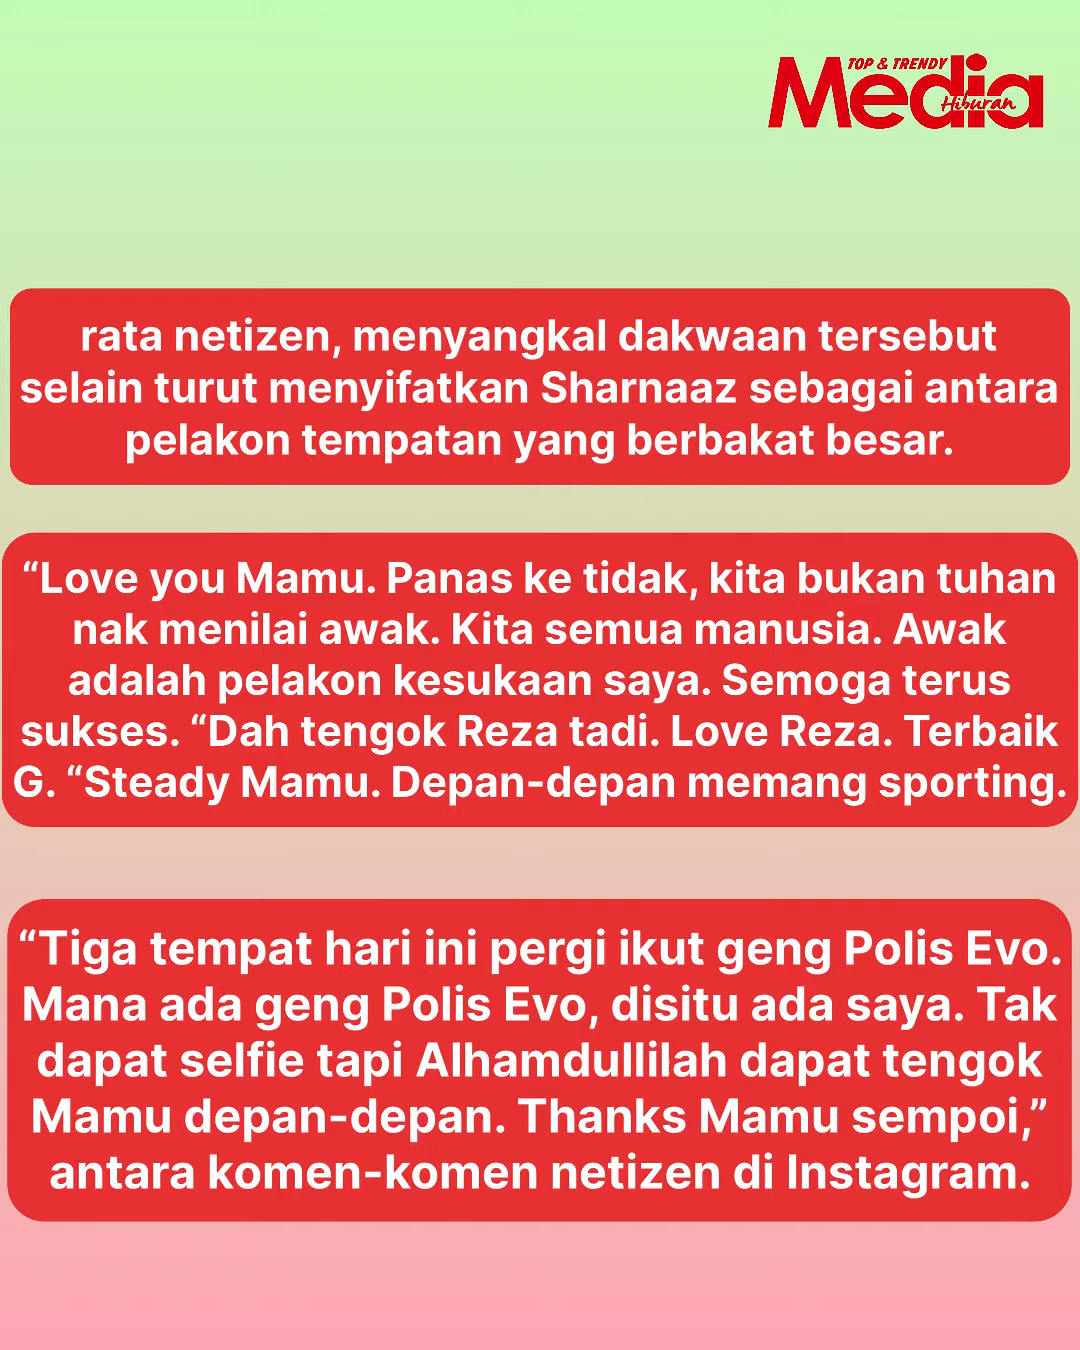 TOP & TRENDY
Media
Hiburan
rata netizen, menyangkal dakwaan tersebut
selain turut menyifatkan Sharnaaz sebagai antara
pelakon tempatan yang berbakat besar.
“Love you Mamu. Panas ke tidak, kita bukan tuhan
nak menilai awak. Kita semua manusia. Awak
adalah pelakon kesukaan saya. Semoga terus
sukses. “Dah tengok Reza tadi. Love Reza. Terbaik
G. “Steady Mamu. Depan-depan memang sporting.
“Tiga tempat hari ini pergi ikut geng Polis Evo.
Mana ada geng Polis Evo, disitu ada saya. Tak
dapat selfie tapi Alhamdullilah dapat tengok
Mamu depan-depan. Thanks Mamu sempoi,”
antara komen-komen netizen di Instagram.